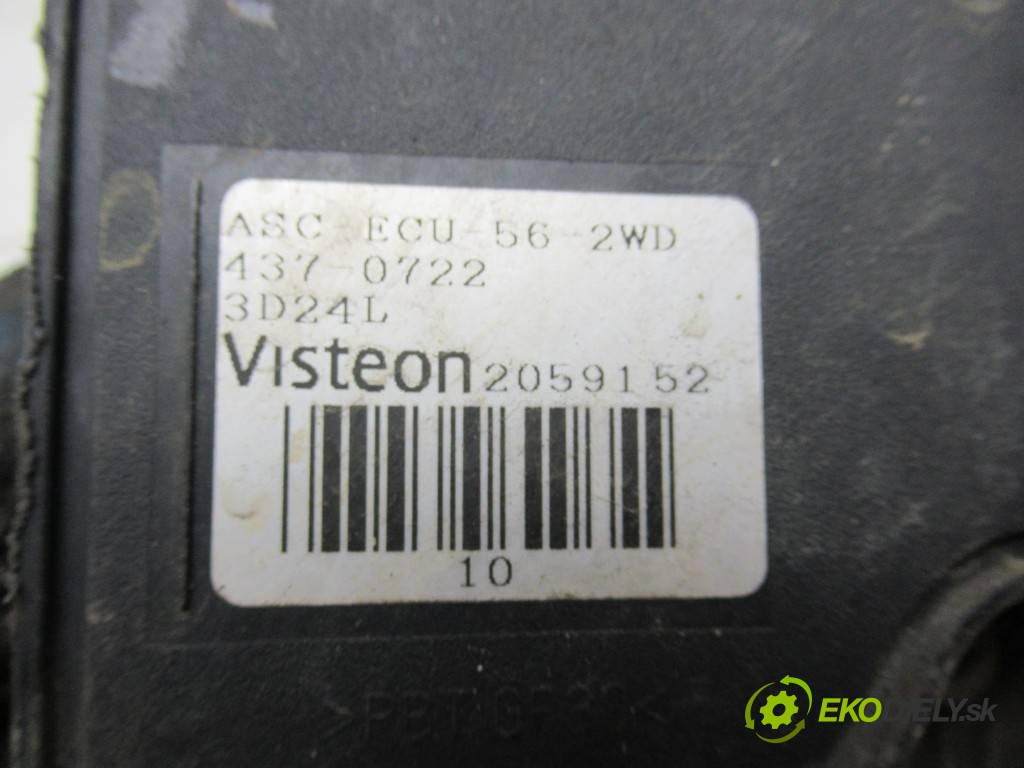 ASC-ECU-56-2WD
437-0722
3D24L
Visteon 2059152
10
EKODIELY.sk